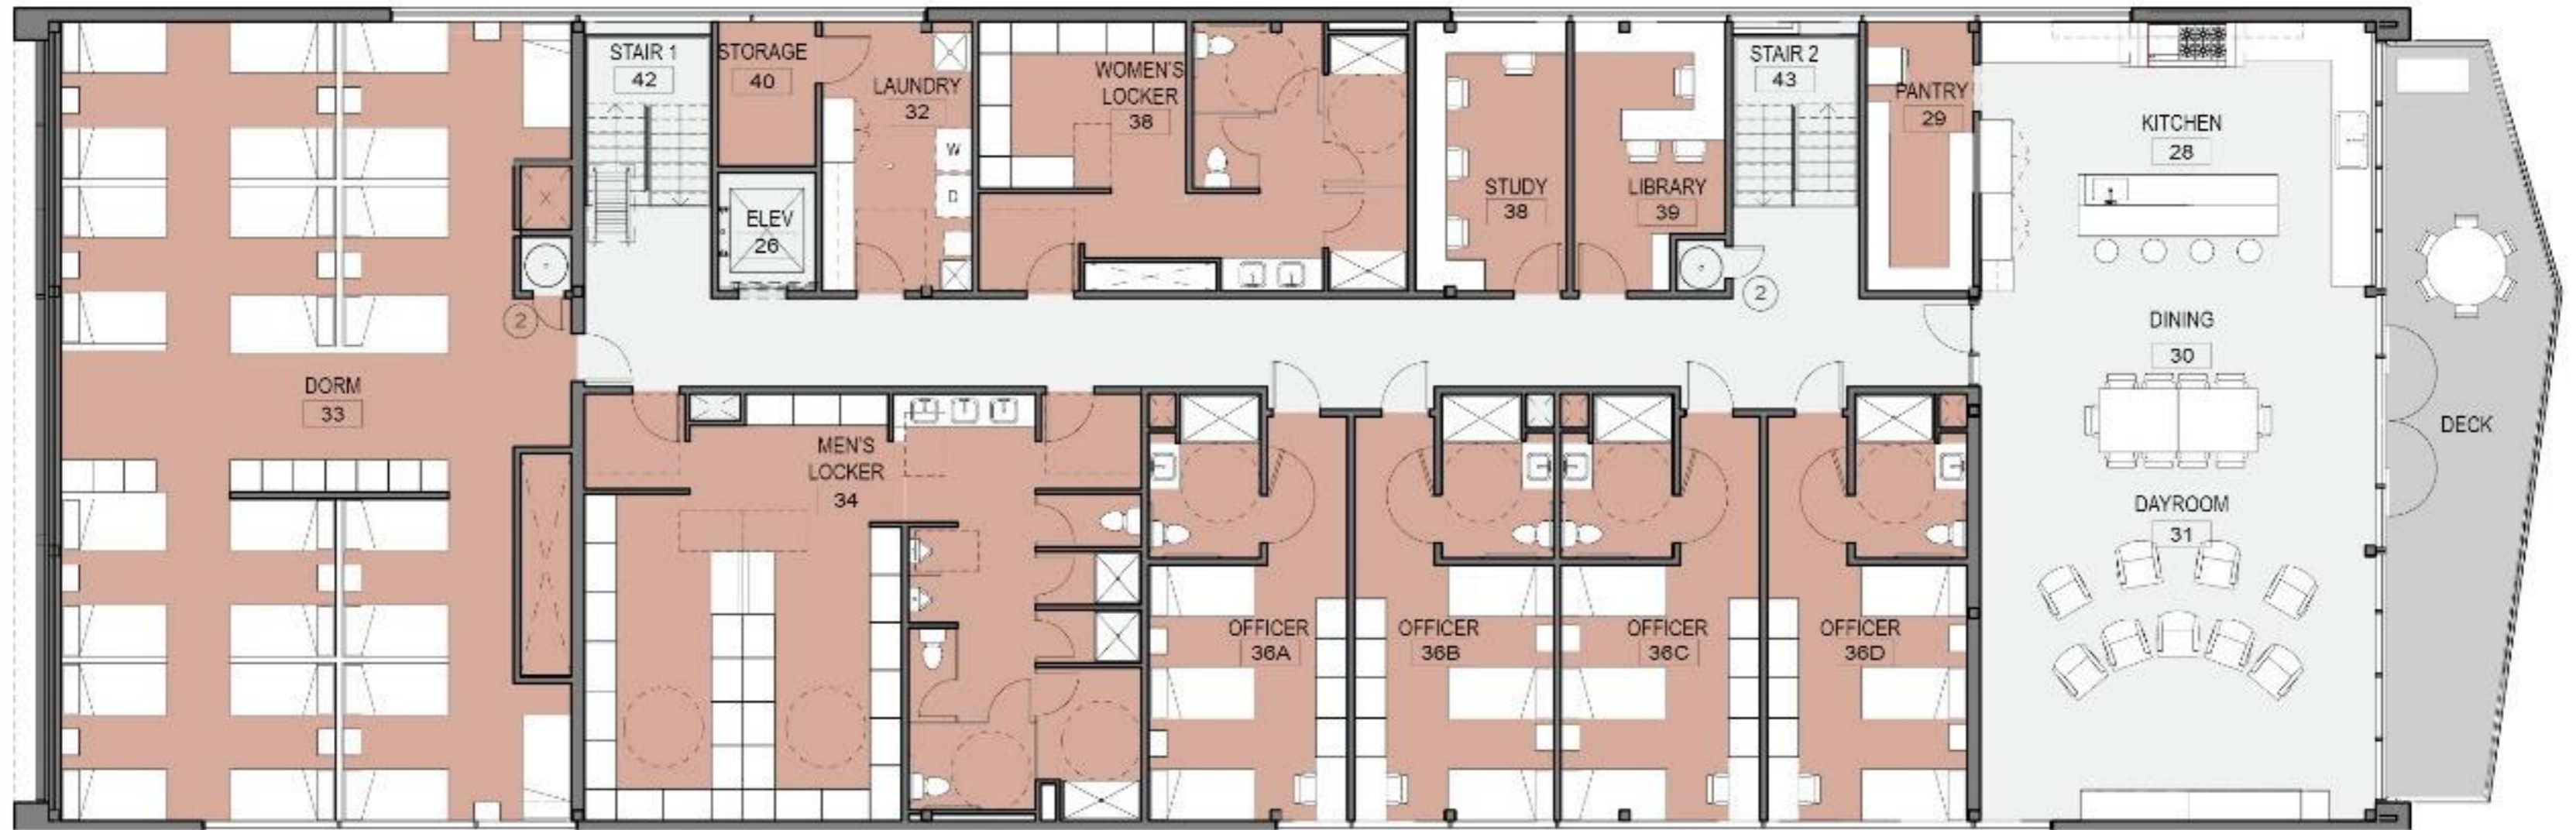 STAIR 1
42
STORAGE
40
LAUNDRY
32
W
D
ELEV
26
WOMEN'S
LOCKER
38
STUDY
38
LIBRARY
39
STAIR 2
43
PANTRY
29
KITCHEN
28
2
2
DORM
33
DINING
30
DECK
MEN'S
LOCKER
34
DAYROOM
31
OFFICER
36A
OFFICER
36B
OFFICER
36C
OFFICER
36D